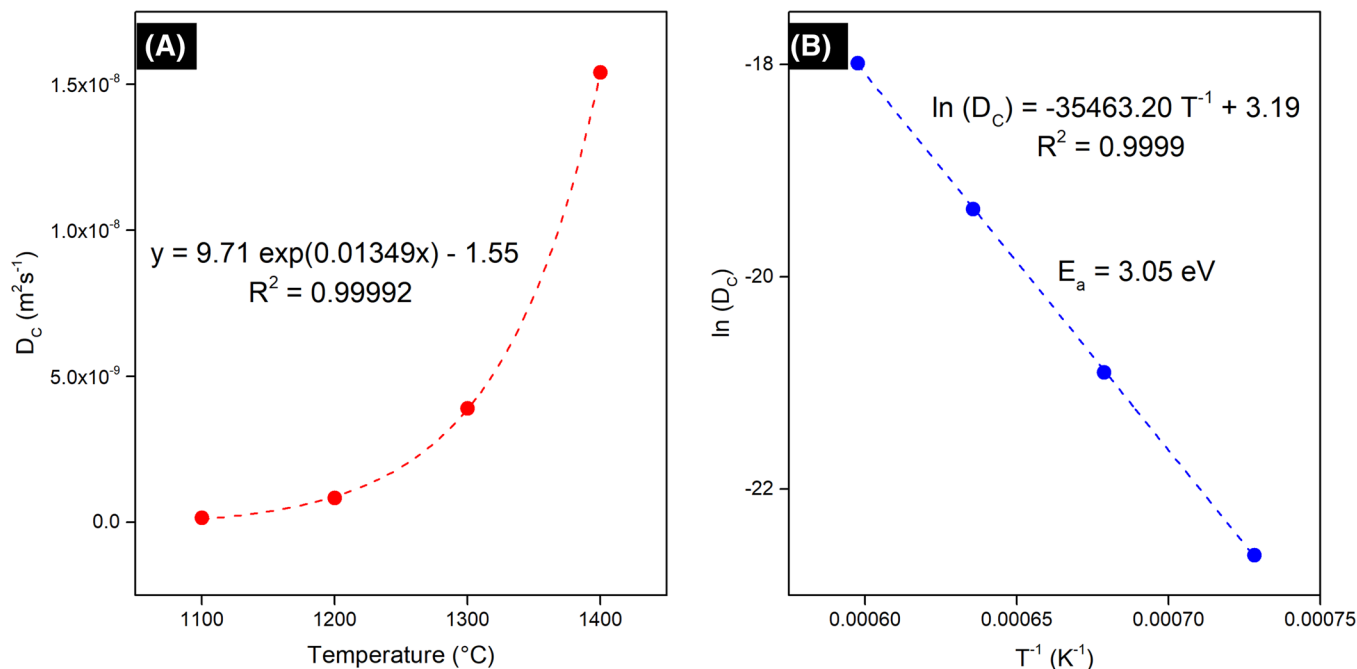 (A)
1.5x10⁻⁸
1.0x10⁻⁸
5.0x10⁻⁹
0.0
D_C (m²s⁻¹)
y = 9.71 exp(0.01349x) - 1.55
R² = 0.99992
1100 1200 1300 1400
Temperature (°C)
(B)
-18
-20
-22
ln (D_C)
ln (D_C) = -35463.20 T⁻¹ + 3.19
R² = 0.9999
E_a = 3.05 eV
0.00060 0.00065 0.00070 0.00075
T⁻¹ (K⁻¹)